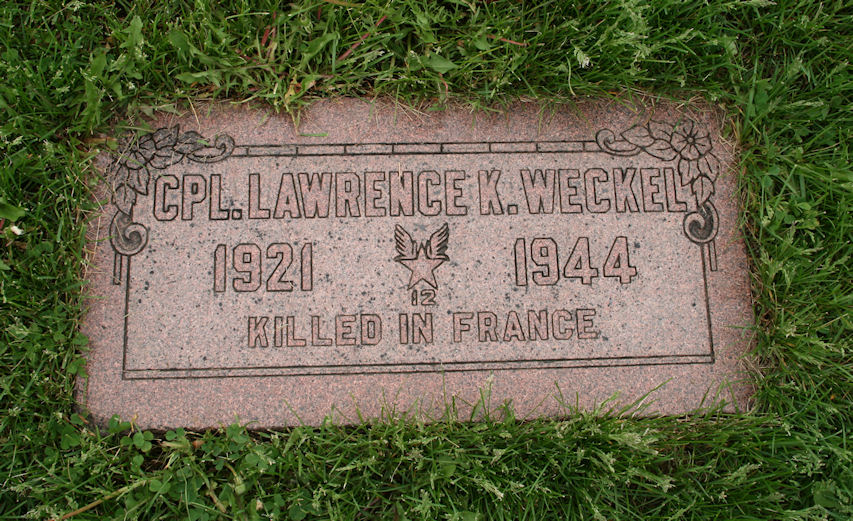 CPL. LAWRENCE K. WECKEL
1921 1944
12
KILLED IN FRANCE